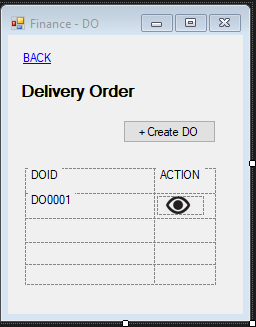 Finance - DO
BACK
Delivery Order
+ Create DO
DOID ACTION
DO0001